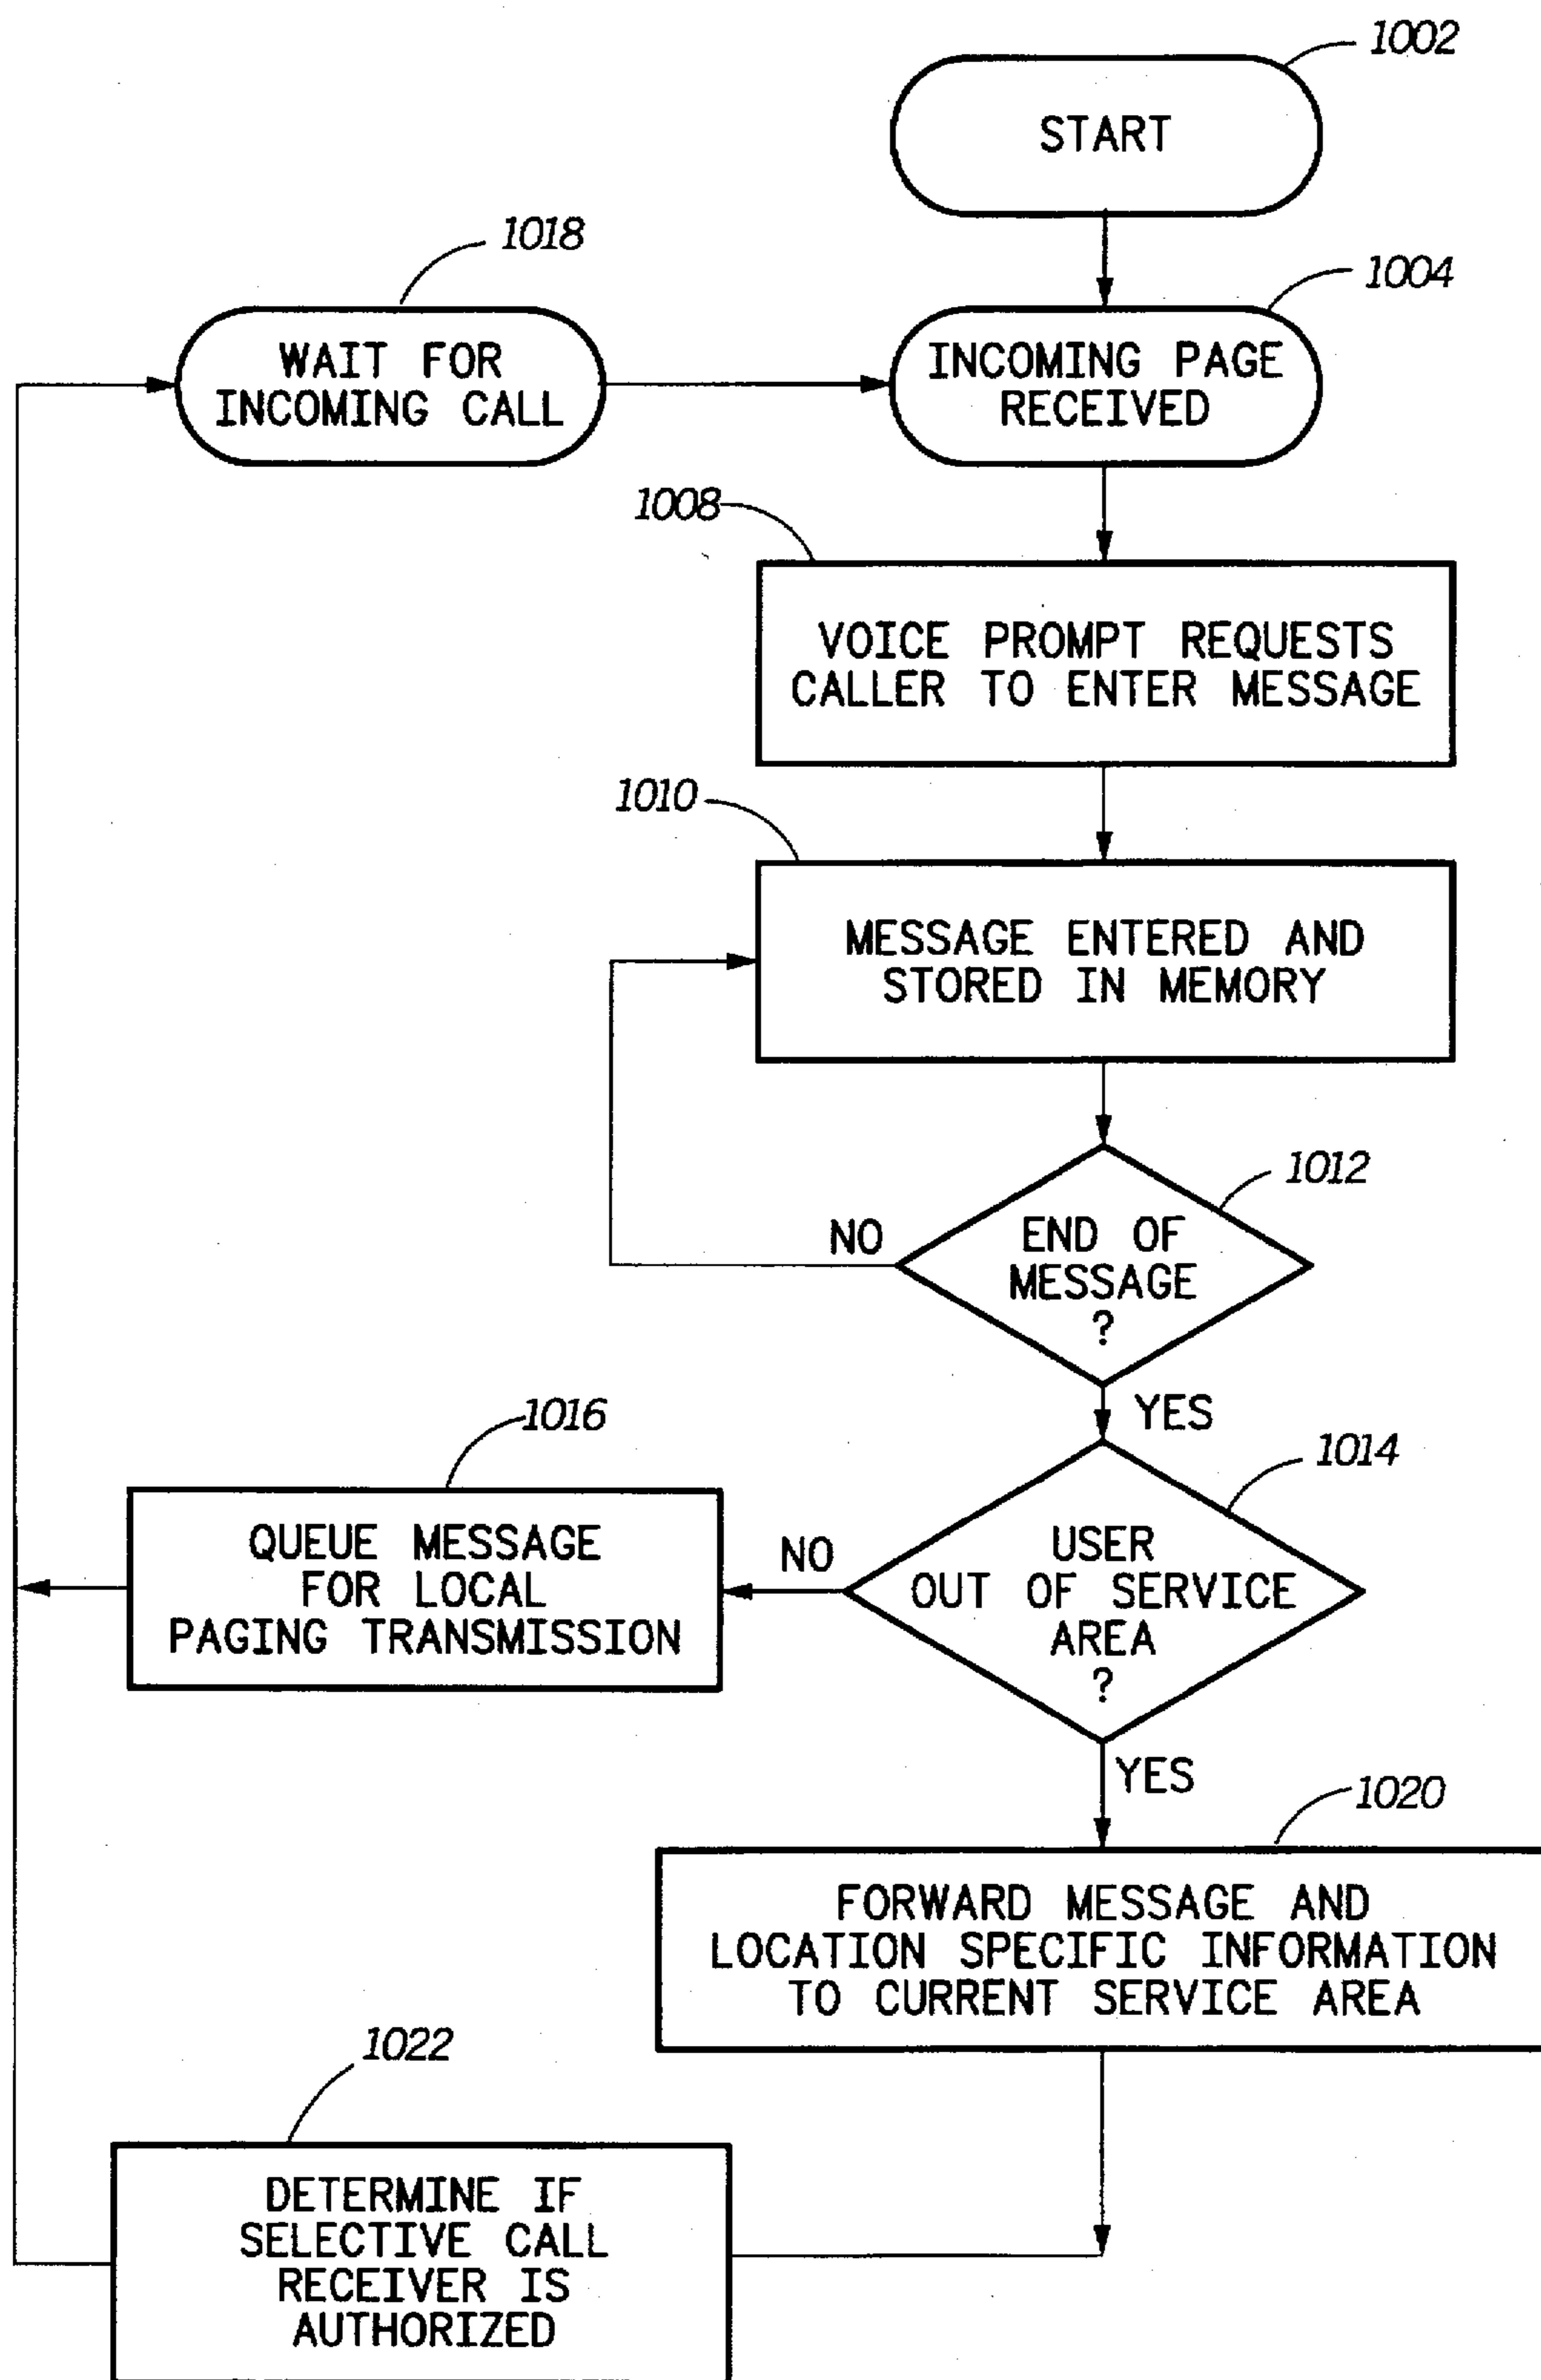 1002
START
1018
1004
WAIT FOR
INCOMING CALL
INCOMING PAGE
RECEIVED
1008
VOICE PROMPT REQUESTS
CALLER TO ENTER MESSAGE
1010
MESSAGE ENTERED AND
STORED IN MEMORY
1012
NO
END OF
MESSAGE
?
YES
1016
1014
QUEUE MESSAGE
FOR LOCAL
PAGING TRANSMISSION
NO
USER
OUT OF SERVICE
AREA
?
YES
1020
FORWARD MESSAGE AND
LOCATION SPECIFIC INFORMATION
TO CURRENT SERVICE AREA
1022
DETERMINE IF
SELECTIVE CALL
RECEIVER IS
AUTHORIZED